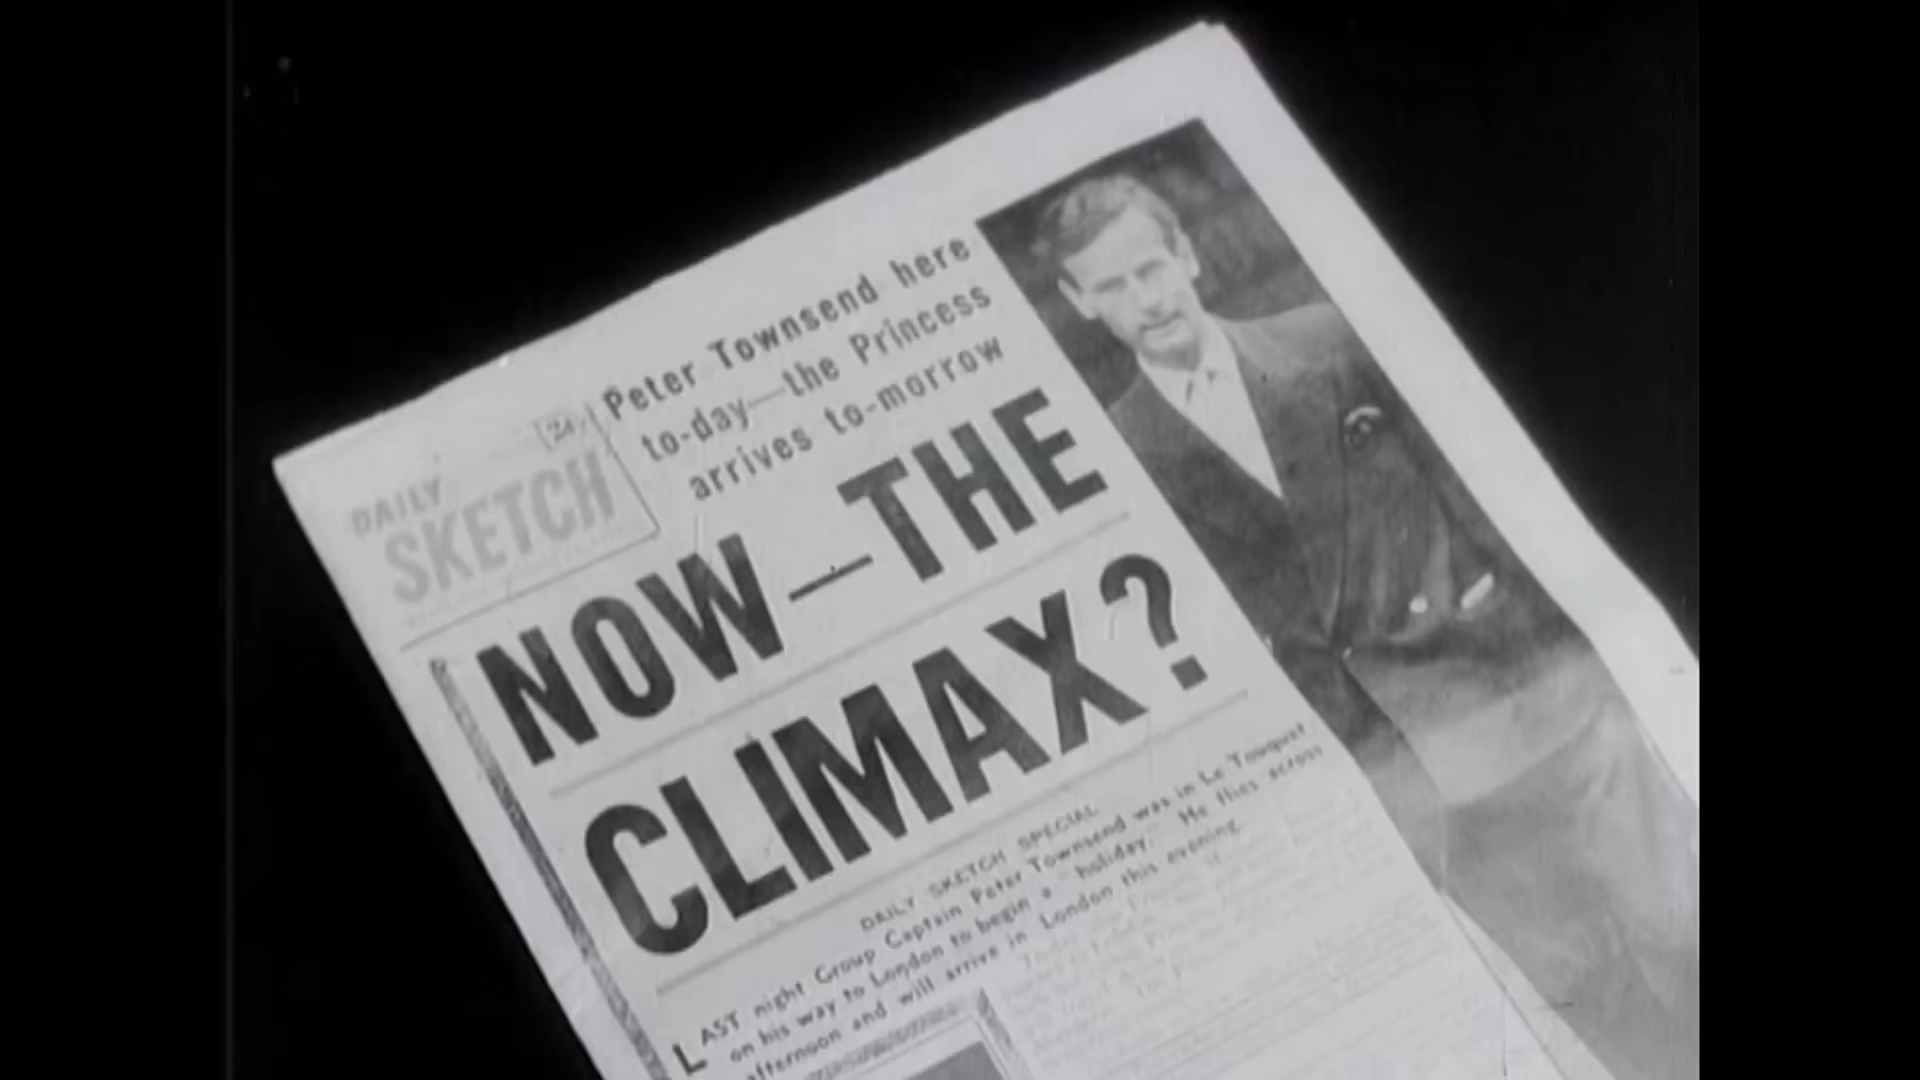 DAILY
SKETCH
Peter Townsend here
to-day—the Princess
arrives to-morrow
NOW—THE
CLIMAX?
DAILY SKETCH SPECIAL
LAST night Group Captain Peter Townsend was in Le Touquet
on his way to London to begin a "holiday." He flies across
afternoon and will arrive in London this evening.